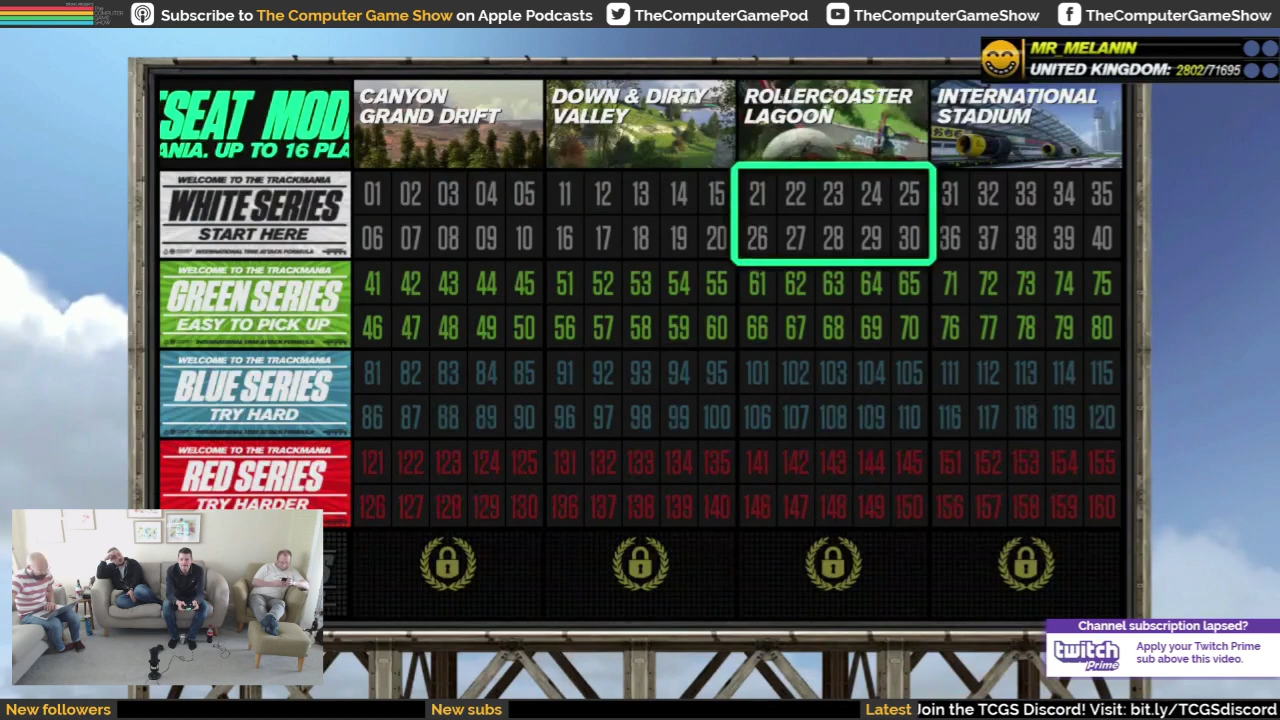 Subscribe to The Computer Game Show on Apple Podcasts TheComputerGamePod TheComputerGameShow TheComputerGameShow
MR_MELANIN
UNITED KINGDOM: 2802/71695
SEAT MOD
ANIA. UP TO 16 PLA
CANYON
GRAND DRIFT
DOWN & DIRTY
VALLEY
ROLLERCOASTER
LAGOON
INTERNATIONAL
STADIUM
WELCOME TO THE TRACKMANIA
WHITE SERIES
START HERE
INTERNATIONAL TIME ATTACK FORMULA
01 02 03 04 05 11 12 13 14 15 21 22 23 24 25 31 32 33 34 35
06 07 08 09 10 16 17 18 19 20 26 27 28 29 30 36 37 38 39 40
WELCOME TO THE TRACKMANIA
GREEN SERIES
EASY TO PICK UP
INTERNATIONAL TIME ATTACK FORMULA
41 42 43 44 45 51 52 53 54 55 61 62 63 64 65 71 72 73 74 75
46 47 48 49 50 56 57 58 59 60 66 67 68 69 70 76 77 78 79 80
WELCOME TO THE TRACKMANIA
BLUE SERIES
TRY HARD
INTERNATIONAL TIME ATTACK FORMULA
81 82 83 84 85 91 92 93 94 95 101 102 103 104 105 111 112 113 114 115
86 87 88 89 90 96 97 98 99 100 106 107 108 109 110 116 117 118 119 120
WELCOME TO THE TRACKMANIA
RED SERIES
TRY HARDER
121 122 123 124 125 131 132 133 134 135 141 142 143 144 145 151 152 153 154 155
126 127 128 129 130 136 137 138 139 140 146 147 148 149 150 156 157 158 159 160
Channel subscription lapsed?
twitch
Prime
Apply your Twitch Prime
sub above this video.
New followers New subs Latest Join the TCGS Discord! Visit: bit.ly/TCGSdiscord